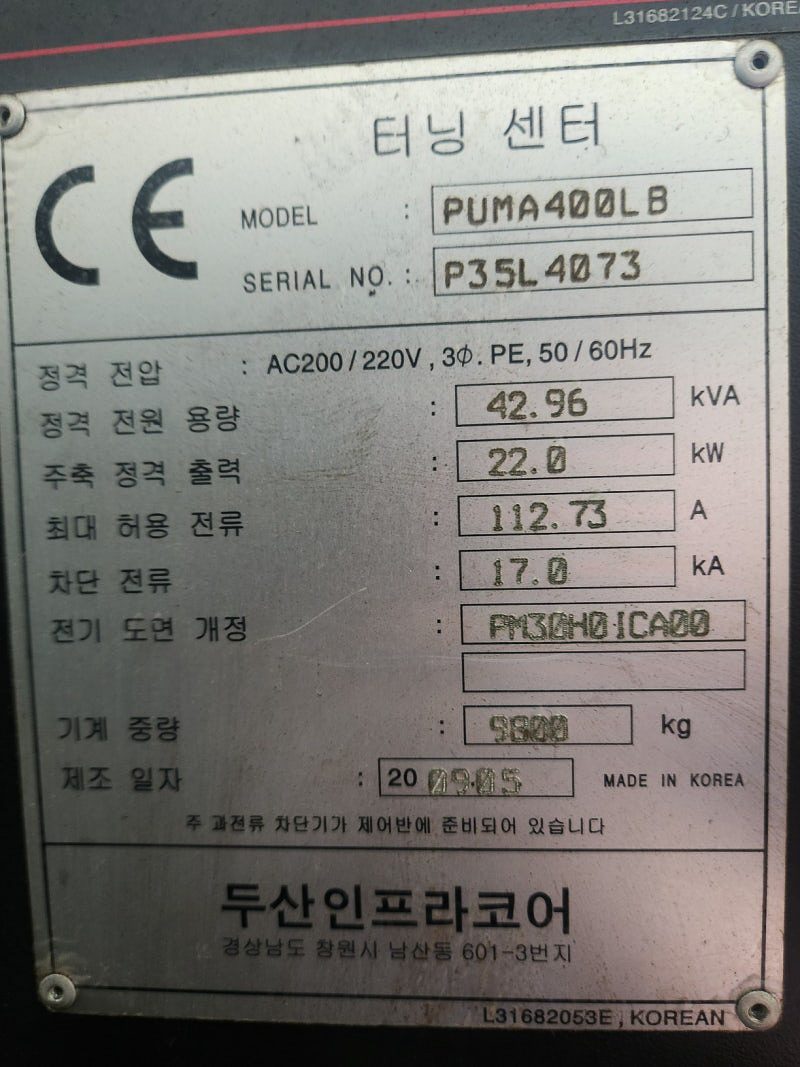 L31682124C / KORE
터닝 센터
CE
MODEL : PUMA400LB
SERIAL NO. : P35L4073
정격 전압 : AC200 / 220V , 3Φ. PE, 50 / 60Hz
정격 전원 용량 : 42.96 kVA
주축 정격 출력 : 22.0 kW
최대 허용 전류 : 112.73 A
차단 전류 : 17.0 kA
전기 도면 개정 : PM30H0ICA00
기계 중량 : 9800 kg
제조 일자 : 20 09.05 MADE IN KOREA
주 과전류 차단기가 제어반에 준비되어 있습니다
두산인프라코어
경상남도 창원시 남산동 601-3번지
L31682053E , KOREAN